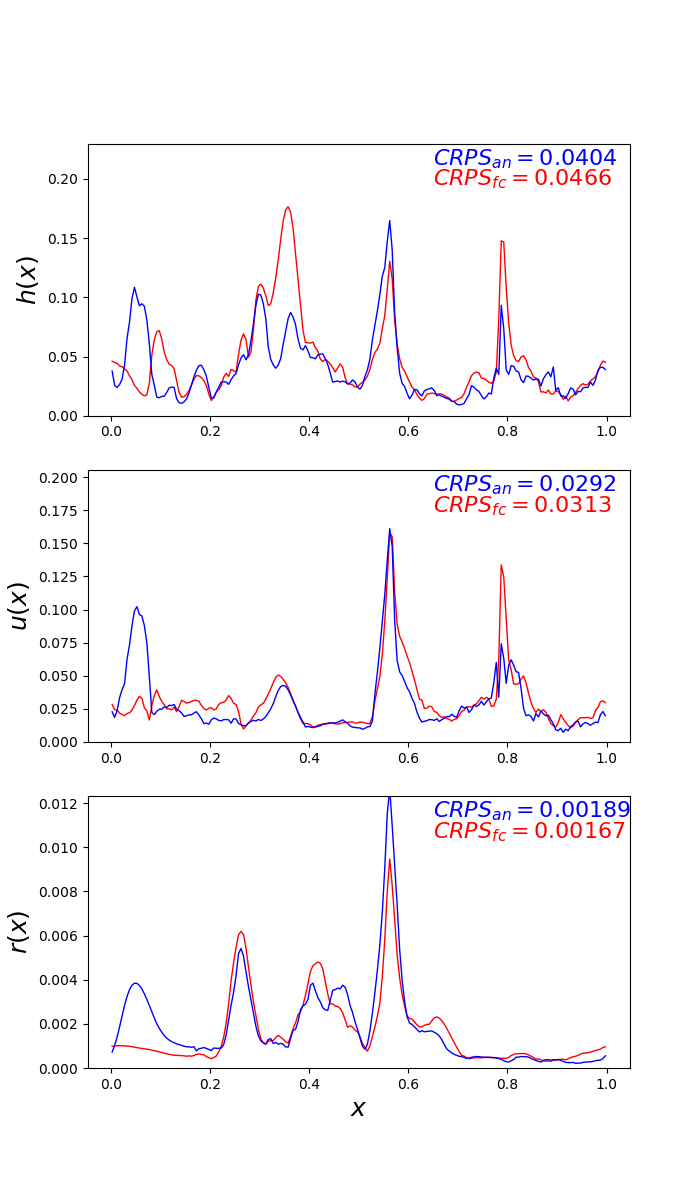 CRPS_an = 0.0404
CRPS_fc = 0.0466
h(x)
0.20
0.15
0.10
0.05
0.00
0.0 0.2 0.4 0.6 0.8 1.0
CRPS_an = 0.0292
CRPS_fc = 0.0313
u(x)
0.200
0.175
0.150
0.125
0.100
0.075
0.050
0.025
0.000
0.0 0.2 0.4 0.6 0.8 1.0
CRPS_an = 0.00189
CRPS_fc = 0.00167
r(x)
0.012
0.010
0.008
0.006
0.004
0.002
0.000
0.0 0.2 0.4 0.6 0.8 1.0
x